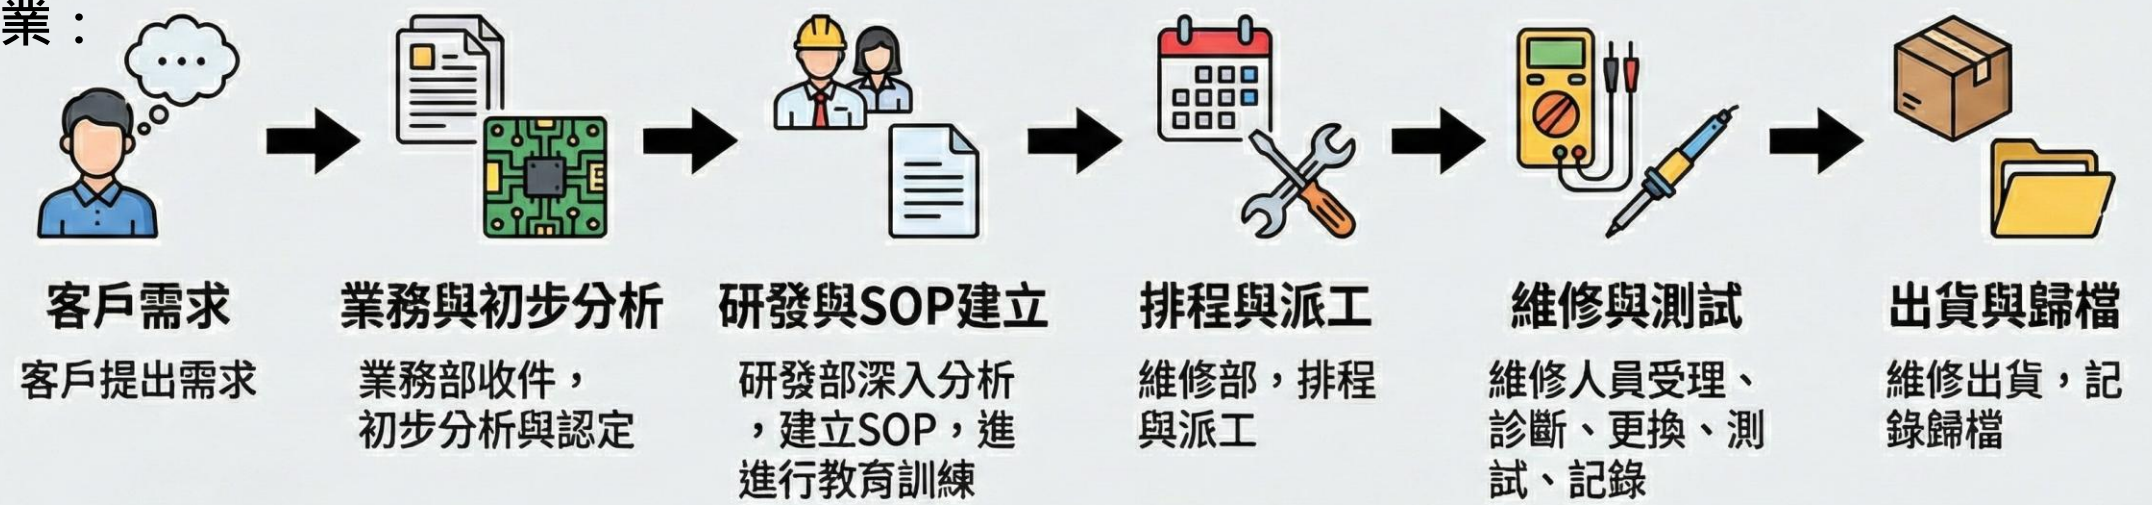 業：
客戶需求
客戶提出需求
業務與初步分析
業務部收件，
初步分析與認定
研發與SOP建立
研發部深入分析
，建立SOP，進
進行教育訓練
排程與派工
維修部，排程
與派工
維修與測試
維修人員受理、
診斷、更換、測
試、記錄
出貨與歸檔
維修出貨，記
錄歸檔